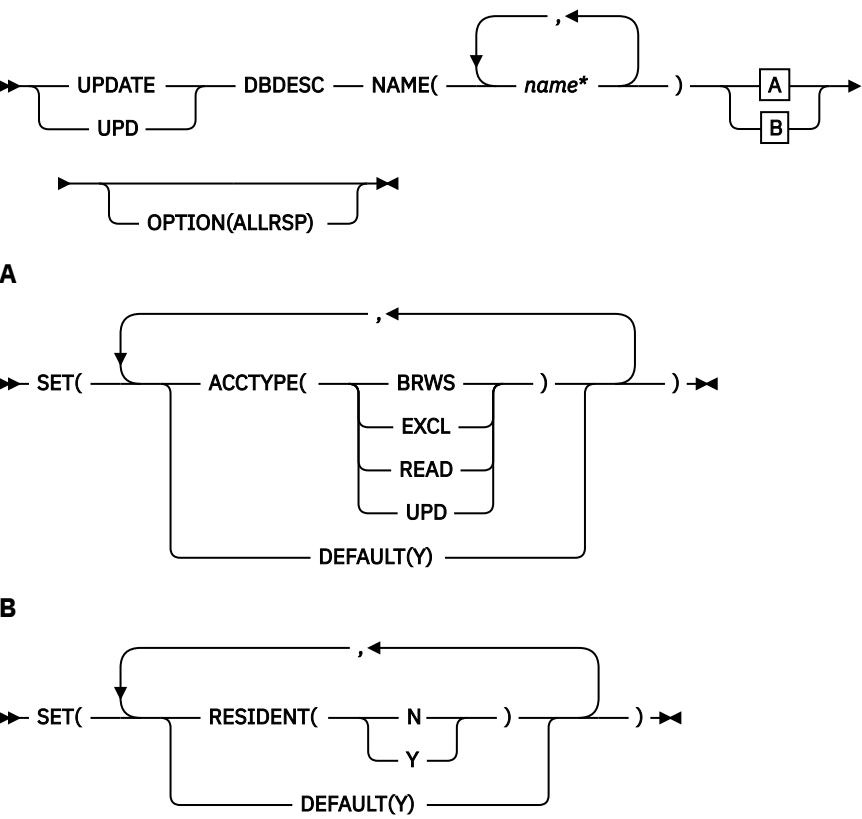 ,
UPDATE DBDESC NAME( name* ) A
UPD B
OPTION(ALLRSP)
A
,
SET( ACCTYPE( BRWS ) )
EXCL
READ
UPD
DEFAULT(Y)
B
,
SET( RESIDENT( N ) )
Y
DEFAULT(Y)